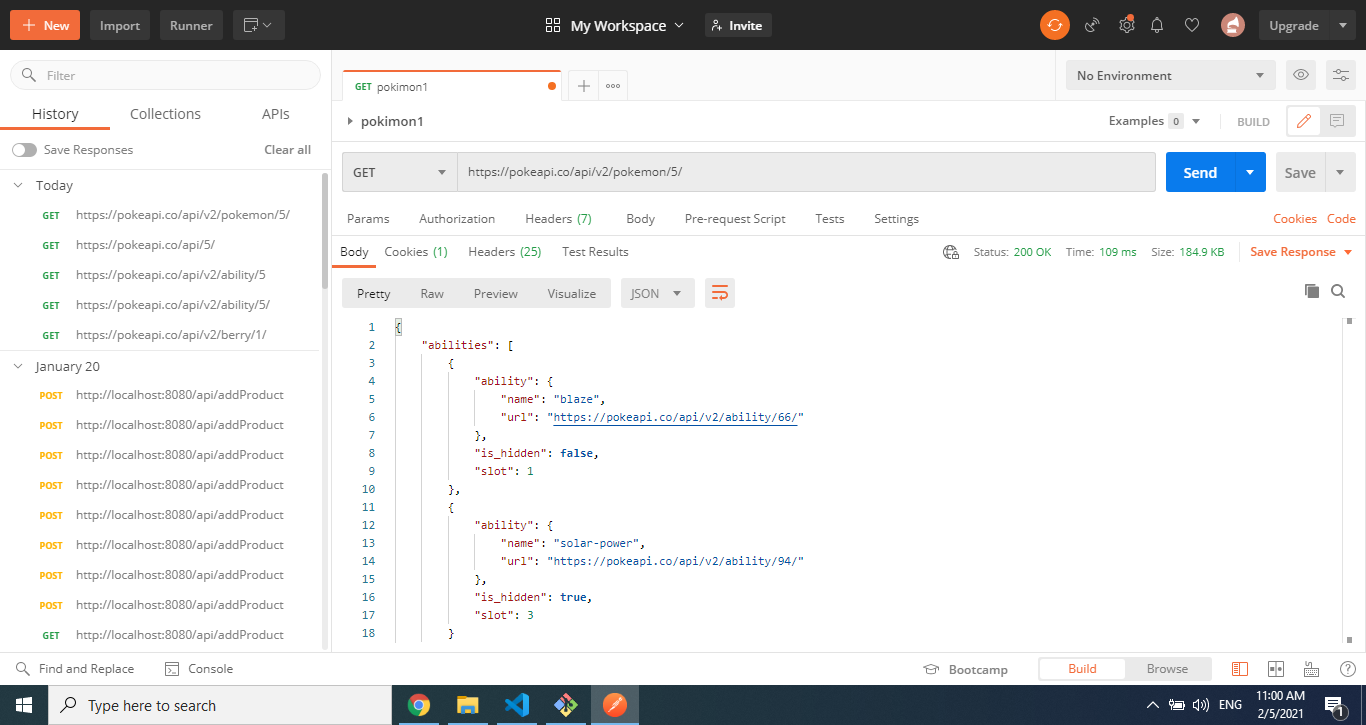 New Import Runner My Workspace Invite Upgrade
Filter
History Collections APIs
Save Responses Clear all
Today
GET https://pokeapi.co/api/v2/pokemon/5/
GET https://pokeapi.co/api/5/
GET https://pokeapi.co/api/v2/ability/5
GET https://pokeapi.co/api/v2/ability/5/
GET https://pokeapi.co/api/v2/berry/1/
January 20
POST http://localhost:8080/api/addProduct
POST http://localhost:8080/api/addProduct
POST http://localhost:8080/api/addProduct
POST http://localhost:8080/api/addProduct
POST http://localhost:8080/api/addProduct
POST http://localhost:8080/api/addProduct
POST http://localhost:8080/api/addProduct
POST http://localhost:8080/api/addProduct
GET http://localhost:8080/api/addProduct
GET pokimon1
No Environment
pokimon1 Examples 0 BUILD
GET https://pokeapi.co/api/v2/pokemon/5/ Send Save
Params Authorization Headers (7) Body Pre-request Script Tests Settings Cookies Code
Body Cookies (1) Headers (25) Test Results Status: 200 OK Time: 109 ms Size: 184.9 KB Save Response
Pretty Raw Preview Visualize JSON
1 {
2 "abilities": [
3 {
4 "ability": {
5 "name": "blaze",
6 "url": "https://pokeapi.co/api/v2/ability/66/"
7 },
8 "is_hidden": false,
9 "slot": 1
10 },
11 {
12 "ability": {
13 "name": "solar-power",
14 "url": "https://pokeapi.co/api/v2/ability/94/"
15 },
16 "is_hidden": true,
17 "slot": 3
18 }
Find and Replace Console Bootcamp Build Browse
Type here to search ENG 11:00 AM
2/5/2021 1